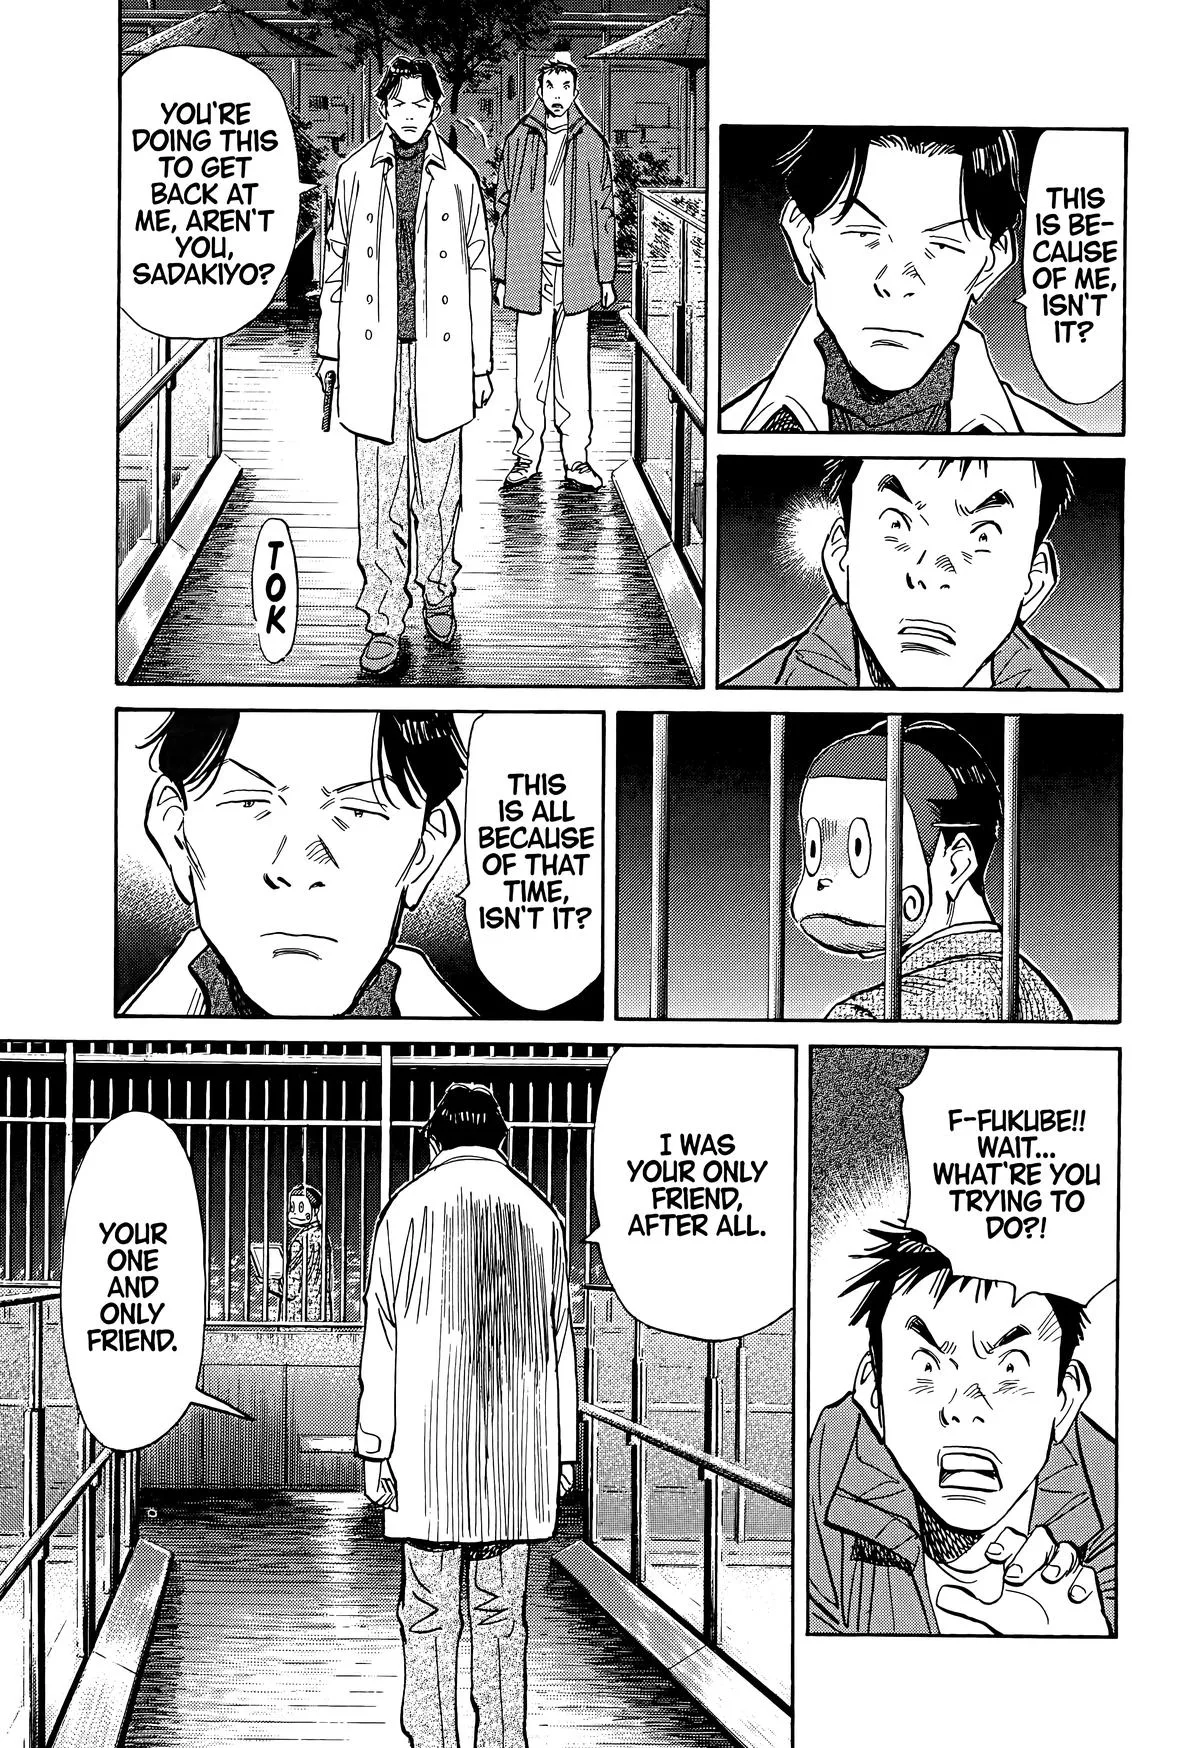 THIS
IS BE-
CAUSE
OF ME,
ISN'T
IT?
YOU'RE
DOING THIS
TO GET
BACK AT
ME, AREN'T
YOU,
SADAKIYO?
TOK
THIS
IS ALL
BECAUSE
OF THAT
TIME,
ISN'T IT?
F-FUKUBE!!
WAIT...
WHAT'RE YOU
TRYING TO
DO?!
I WAS
YOUR ONLY
FRIEND,
AFTER ALL.
YOUR
ONE
AND
ONLY
FRIEND.